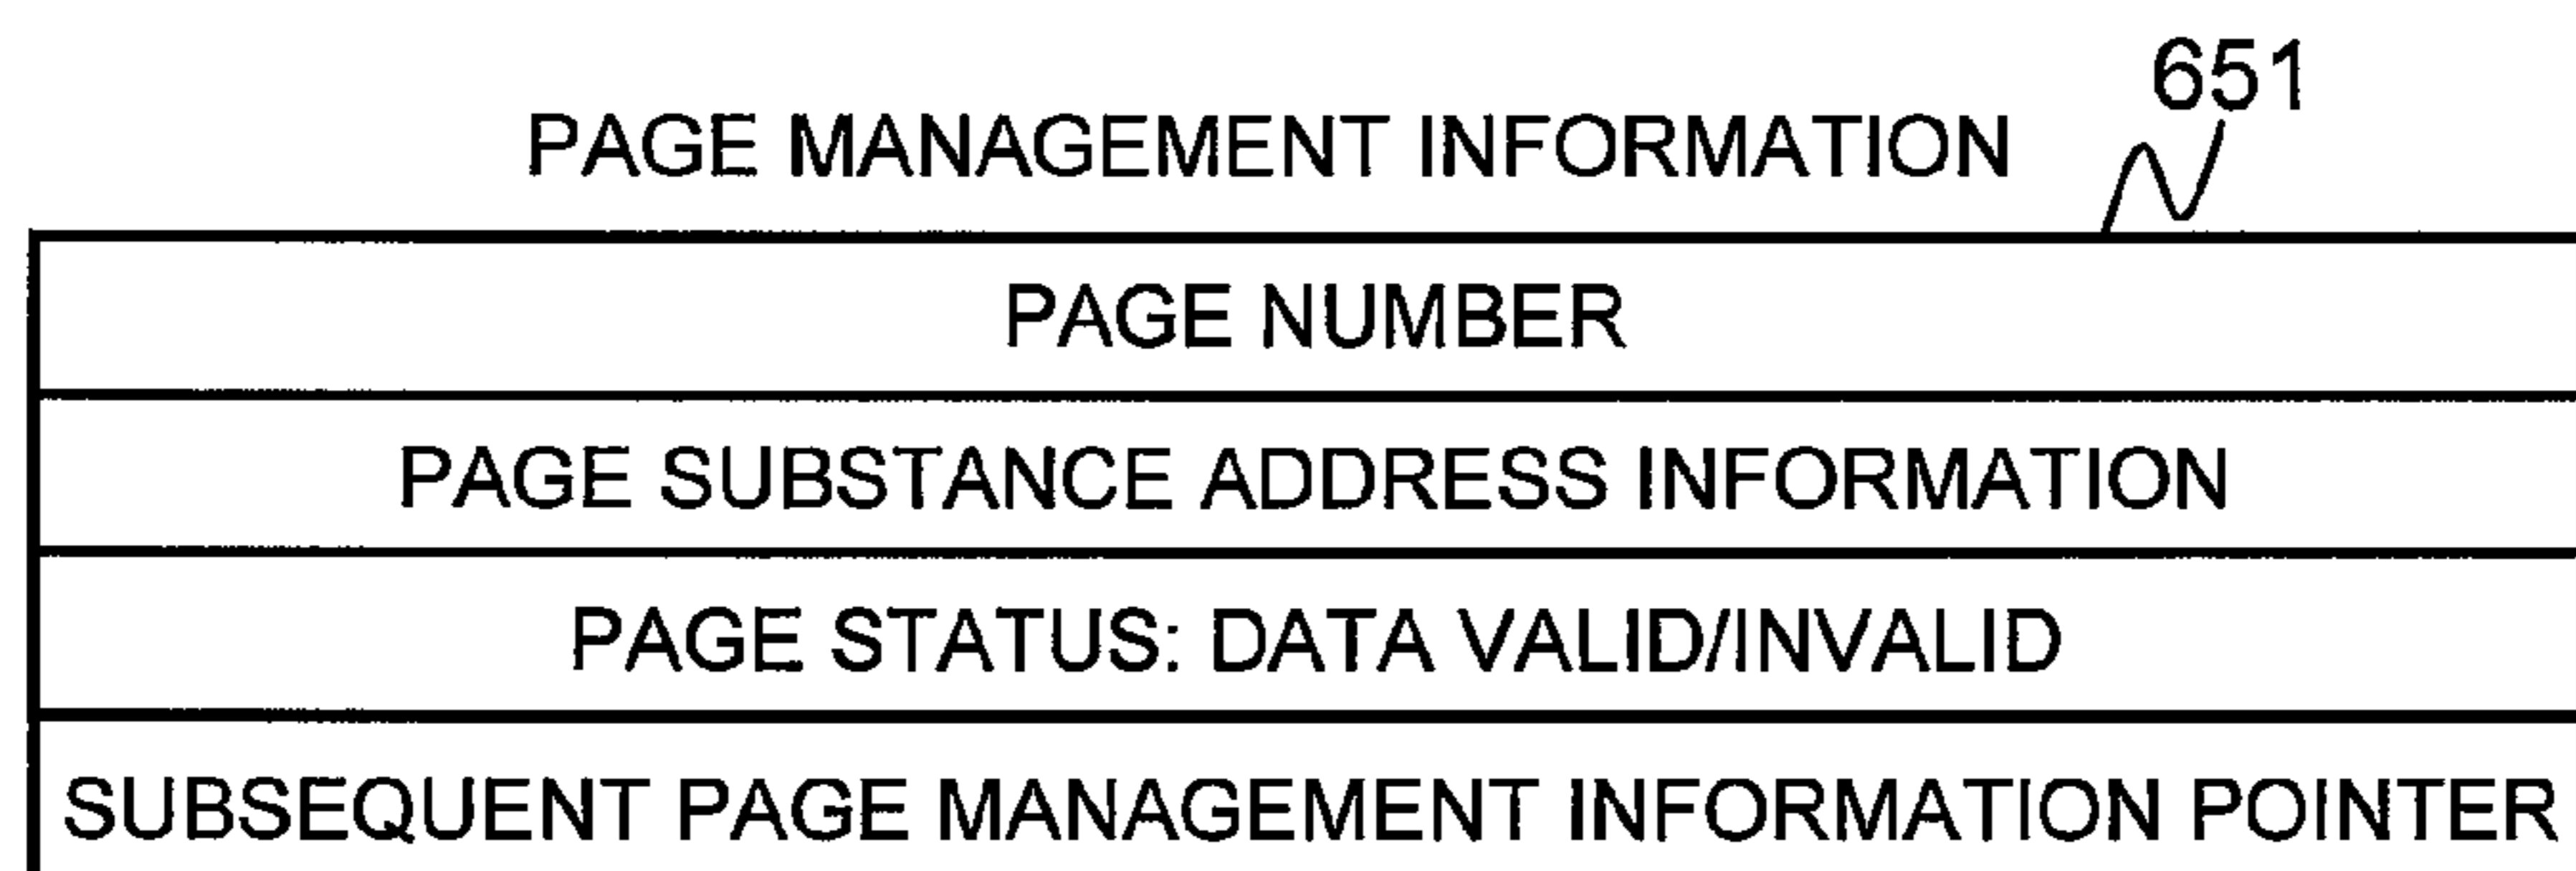 651
PAGE MANAGEMENT INFORMATION
PAGE NUMBER
PAGE SUBSTANCE ADDRESS INFORMATION
PAGE STATUS: DATA VALID/INVALID
SUBSEQUENT PAGE MANAGEMENT INFORMATION POINTER